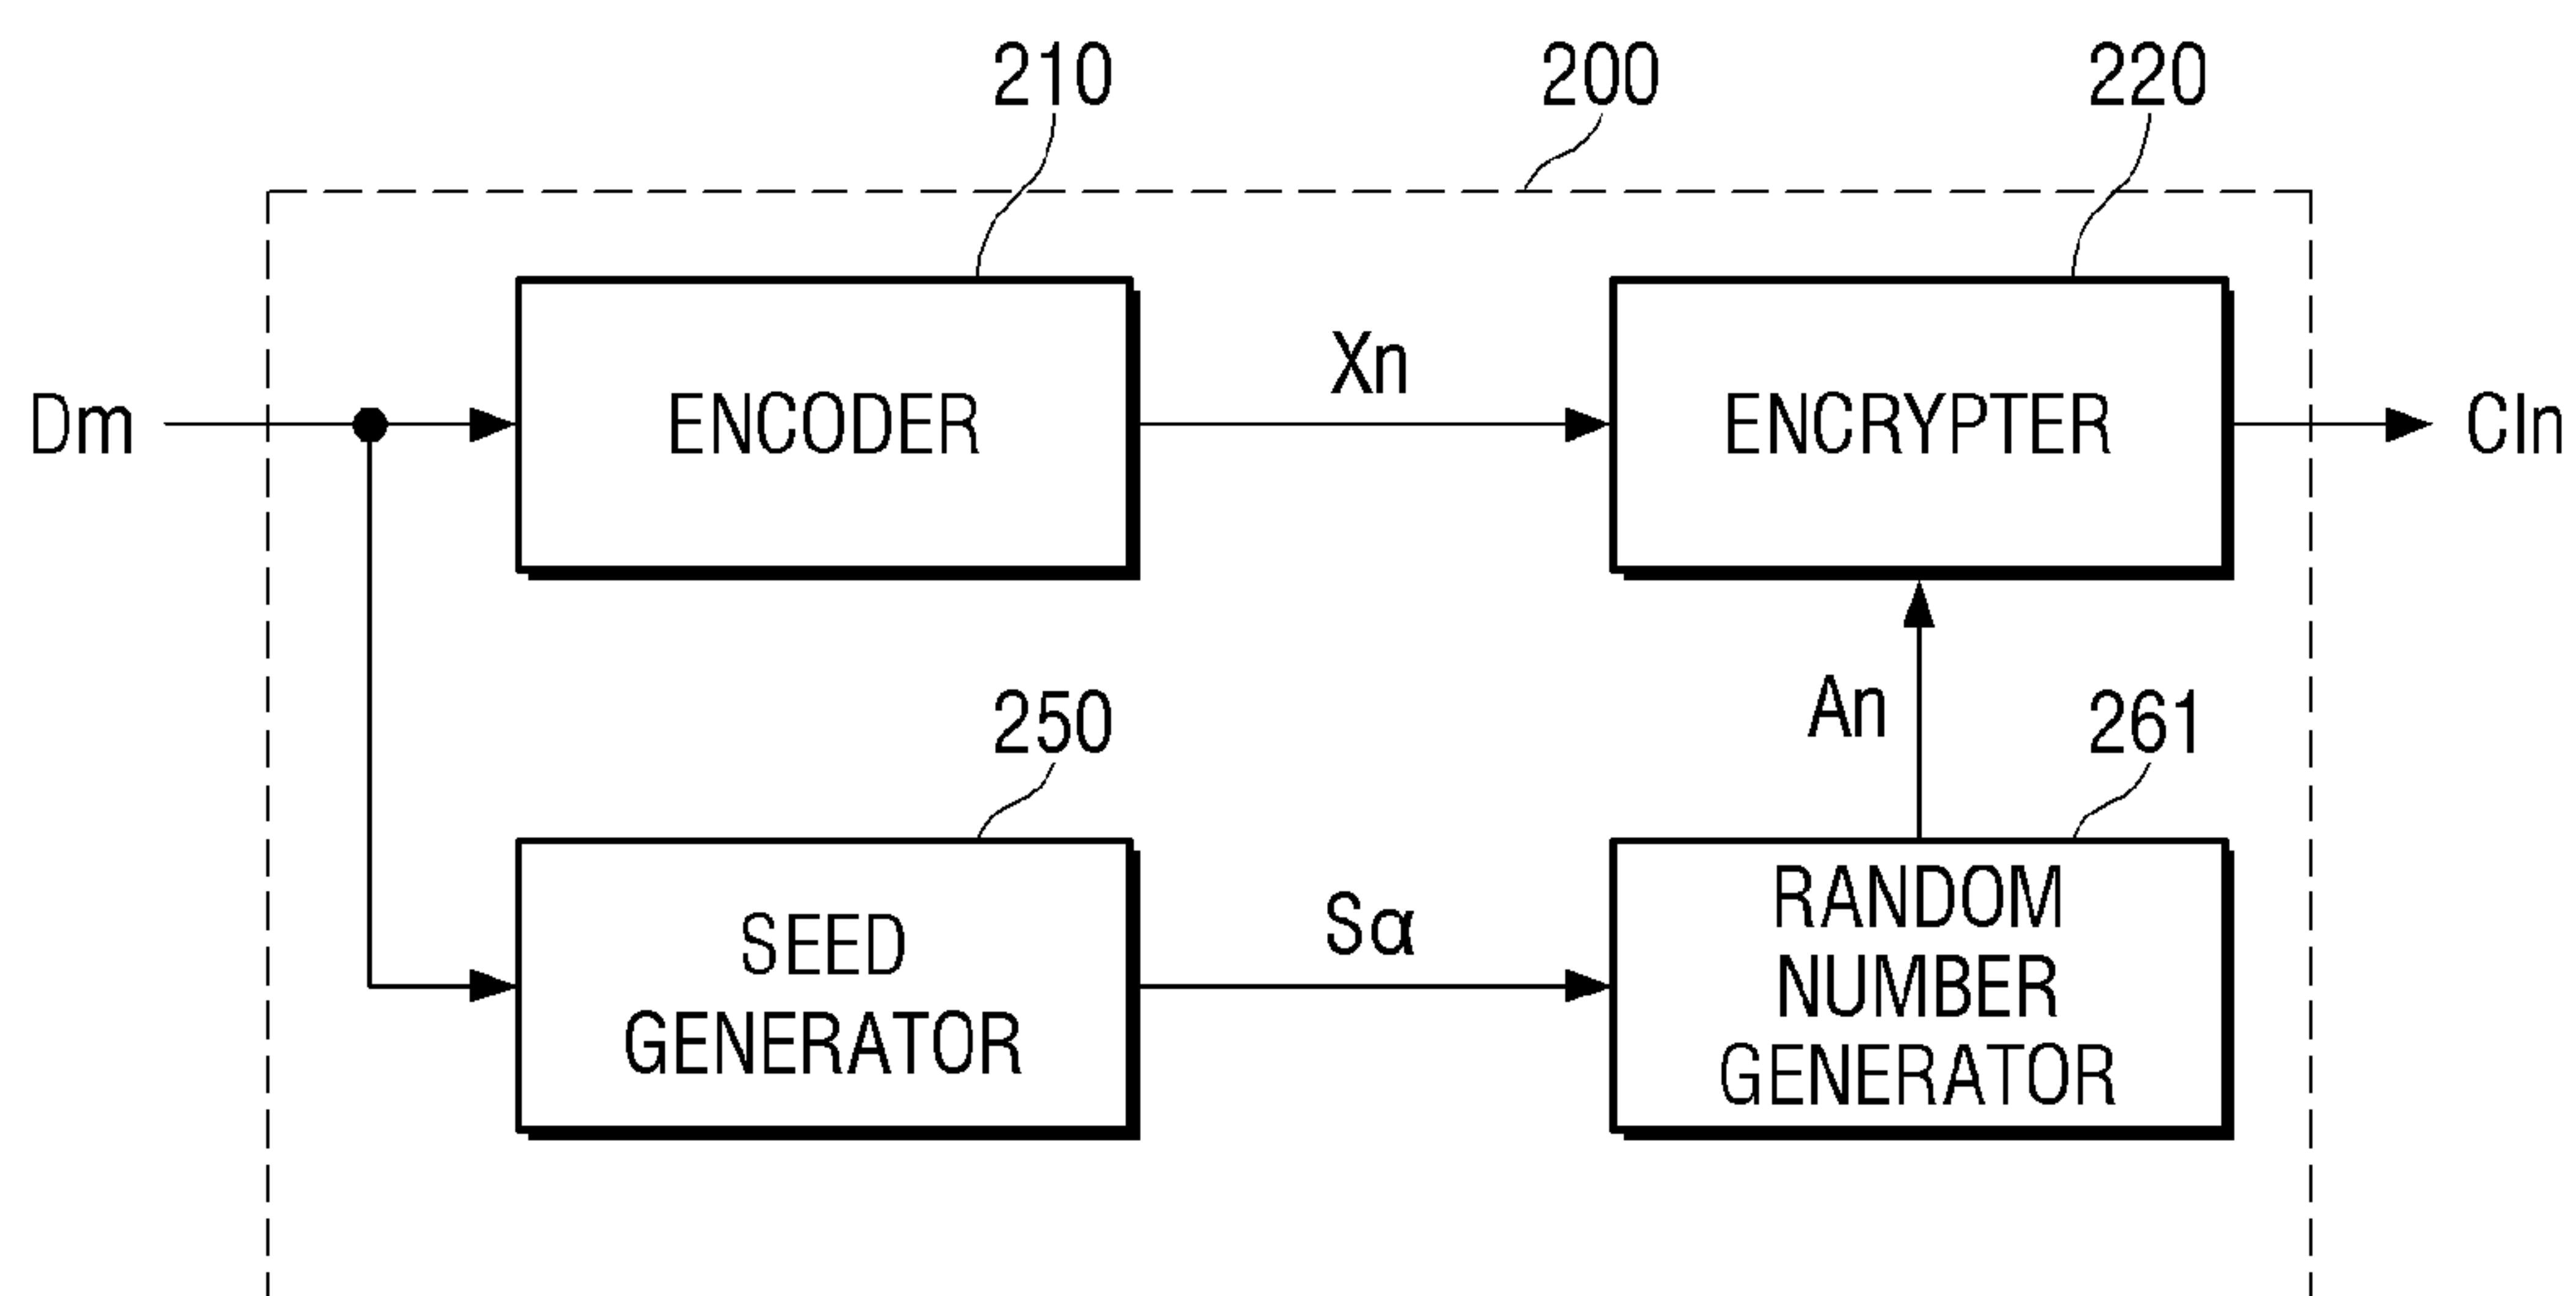 210
200
220
Dm
ENCODER
Xn
ENCRYPTER
CIn
250
An
261
SEED
GENERATOR
Sα
RANDOM
NUMBER
GENERATOR